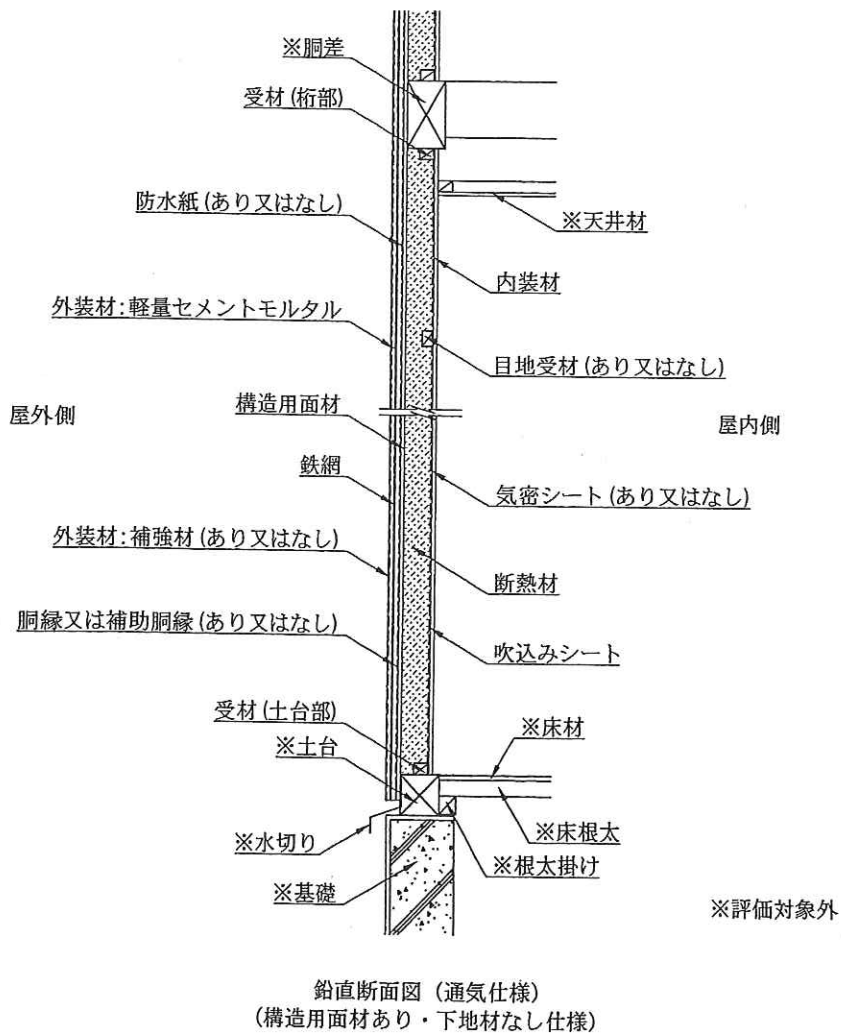 ※胴差
受材(桁部)
防水紙(あり又はなし)
※天井材
内装材
外装材:軽量セメントモルタル
目地受材(あり又はなし)
構造用面材
屋外側
屋内側
鉄網
気密シート(あり又はなし)
外装材:補強材(あり又はなし)
断熱材
胴縁又は補助胴縁(あり又はなし)
吹込みシート
受材(土台部)
※床材
※土台
※床根太
※水切り
※根太掛け
※基礎
※評価対象外
鉛直断面図(通気仕様)
(構造用面材あり・下地材なし仕様)